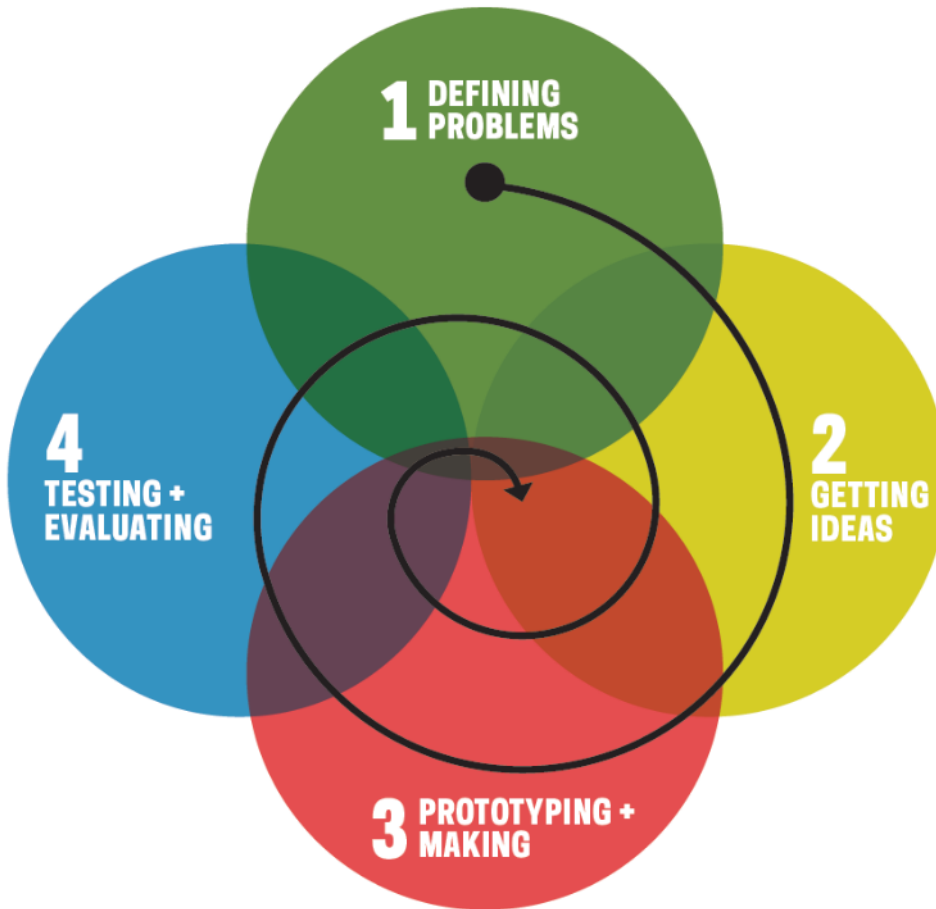 1 DEFINING
PROBLEMS
2
GETTING
IDEAS
3 PROTOTYPING +
MAKING
4
TESTING +
EVALUATING